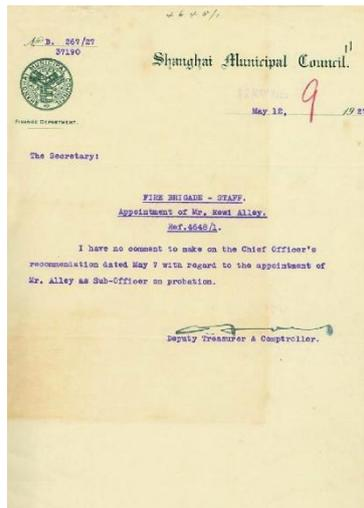 4648/1
No B. 267/27
37190
Shanghai Municipal Council.
May 12, 9 192
FINANCE DEPARTMENT.
The Secretary:
FIRE BRIGADE - STAFF.
Appointment of Mr. Rewi Alley.
Ref.4648/1.
I have no comment to make on the Chief Officer's
recommendation dated May 7 with regard to the appointment of
Mr. Alley as Sub-Officer on probation.
Deputy Treasurer & Comptroller.